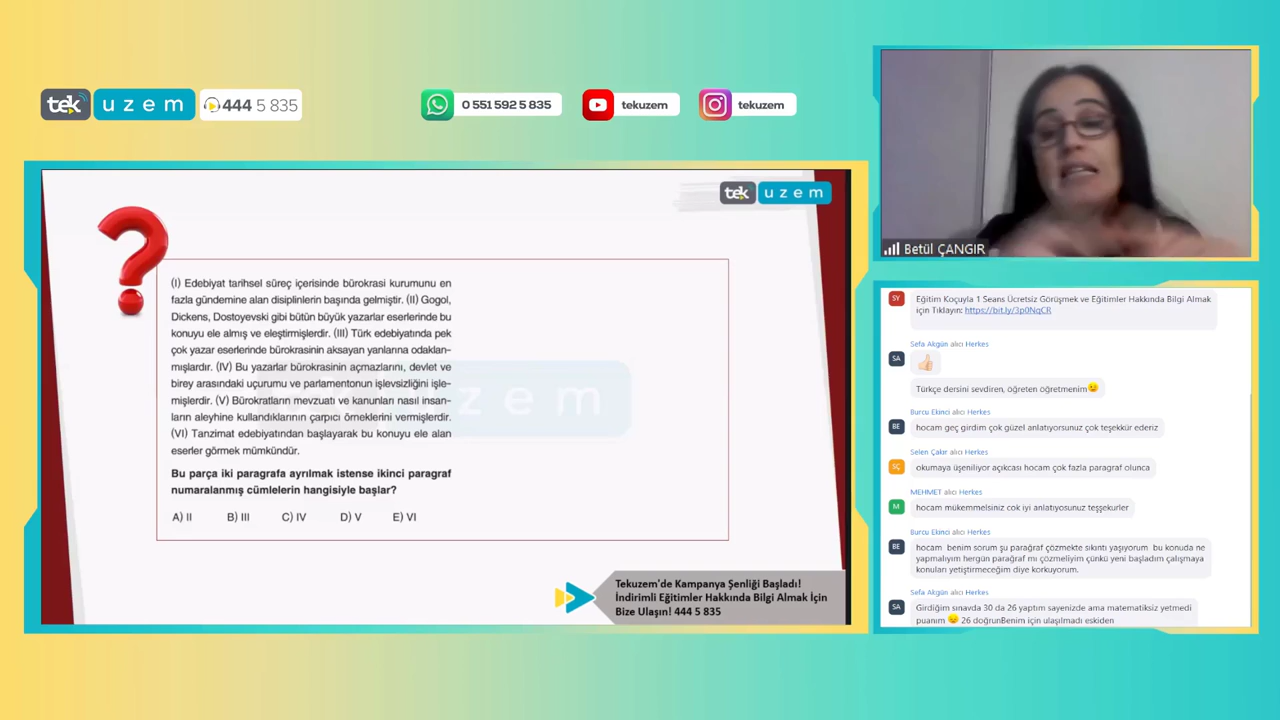 tek uzem 444 5 835
0 551 592 5 835
tekuzem
tekuzem
tek uzem
(I) Edebiyat tarihsel süreç içerisinde bürokrasi kurumunu en
fazla gündemine alan disiplinlerin başında gelmiştir. (II) Gogol,
Dickens, Dostoyevski gibi bütün büyük yazarlar eserlerinde bu
konuyu ele almış ve eleştirmişlerdir. (III) Türk edebiyatında pek
çok yazar eserlerinde bürokrasinin aksayan yanlarına odaklan-
mışlardır. (IV) Bu yazarlar bürokrasinin açmazlarını, devlet ve
birey arasındaki uçurumu ve parlamentonun işlevsizliğini işle-
mişlerdir. (V) Bürokratların mevzuatı ve kanunları nasıl insan-
ların aleyhine kullandıklarının çarpıcı örneklerini vermişlerdir.
(VI) Tanzimat edebiyatından başlayarak bu konuyu ele alan
eserler görmek mümkündür.
Bu parça iki paragrafa ayrılmak istense ikinci paragraf
numaralanmış cümlelerin hangisiyle başlar?
A) II B) III C) IV D) V E) VI
zem
Tekuzem'de Kampanya Şenliği Başladı!
İndirimli Eğitimler Hakkında Bilgi Almak İçin
Bize Ulaşın! 444 5 835
Betül ÇANGIR
SY
Eğitim Koçuyla 1 Seans Ücretsiz Görüşmek ve Eğitimler Hakkında Bilgi Almak
için Tıklayın: https://bit.ly/3p0NqCR
Sefa Akgün alıcı Herkes
SA
Türkçe dersini sevdiren, öğreten öğretmenim
Burcu Ekinci alıcı Herkes
BE
hocam geç girdim çok güzel anlatıyorsunuz çok teşekkür ederiz
Selen Çakır alıcı Herkes
SÇ
okumaya üşeniliyor açıkcası hocam çok fazla paragraf olunca
MEHMET alıcı Herkes
M
hocam mükemmelsiniz cok iyi anlatıyosunuz teşşekurler
Burcu Ekinci alıcı Herkes
BE
hocam benim sorum şu parağraf çözmekte sıkıntı yaşıyorum bu konuda ne
yapmalıyım hergün parağraf mı çözmeliyim çünkü yeni başladım çalışmaya
konuları yetiştirmeceğim diye korkuyorum.
Sefa Akgün alıcı Herkes
SA
Girdiğim sınavda 30 da 26 yaptım sayenizde ama matematiksiz yetmedi
puanım 26 doğrunBenim için ulaşılmadı eskiden